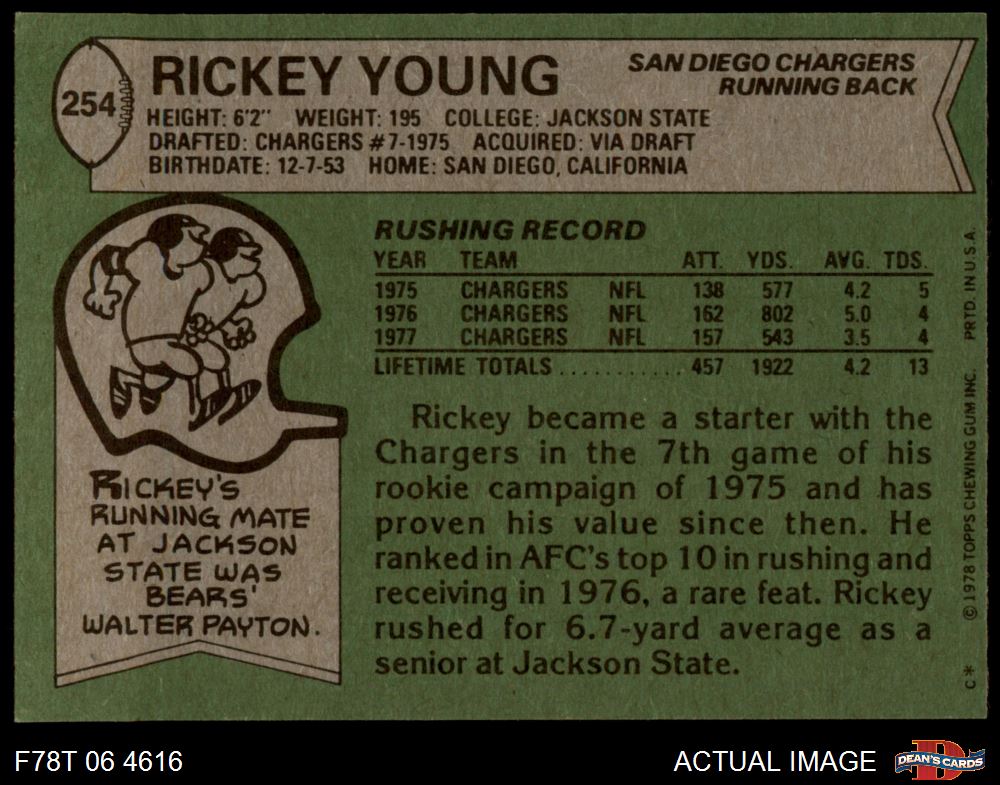 254
RICKEY YOUNG
SAN DIEGO CHARGERS
RUNNING BACK
HEIGHT: 6'2" WEIGHT: 195 COLLEGE: JACKSON STATE
DRAFTED: CHARGERS #7-1975 ACQUIRED: VIA DRAFT
BIRTHDATE: 12-7-53 HOME: SAN DIEGO, CALIFORNIA
RUSHING RECORD
YEAR TEAM ATT. YDS. AVG. TDS.
1975 CHARGERS NFL 138 577 4.2 5
1976 CHARGERS NFL 162 802 5.0 4
1977 CHARGERS NFL 157 543 3.5 4
LIFETIME TOTALS ........... 457 1922 4.2 13
Rickey became a starter with the
Chargers in the 7th game of his
rookie campaign of 1975 and has
proven his value since then. He
ranked in AFC's top 10 in rushing and
receiving in 1976, a rare feat. Rickey
rushed for 6.7-yard average as a
senior at Jackson State.
RICKEY'S
RUNNING MATE
AT JACKSON
STATE WAS
BEARS'
WALTER PAYTON.
C* © 1978 TOPPS CHEWING GUM INC. PRTD. IN U.S.A.
F78T 06 4616
ACTUAL IMAGE
D
DEAN'S CARDS